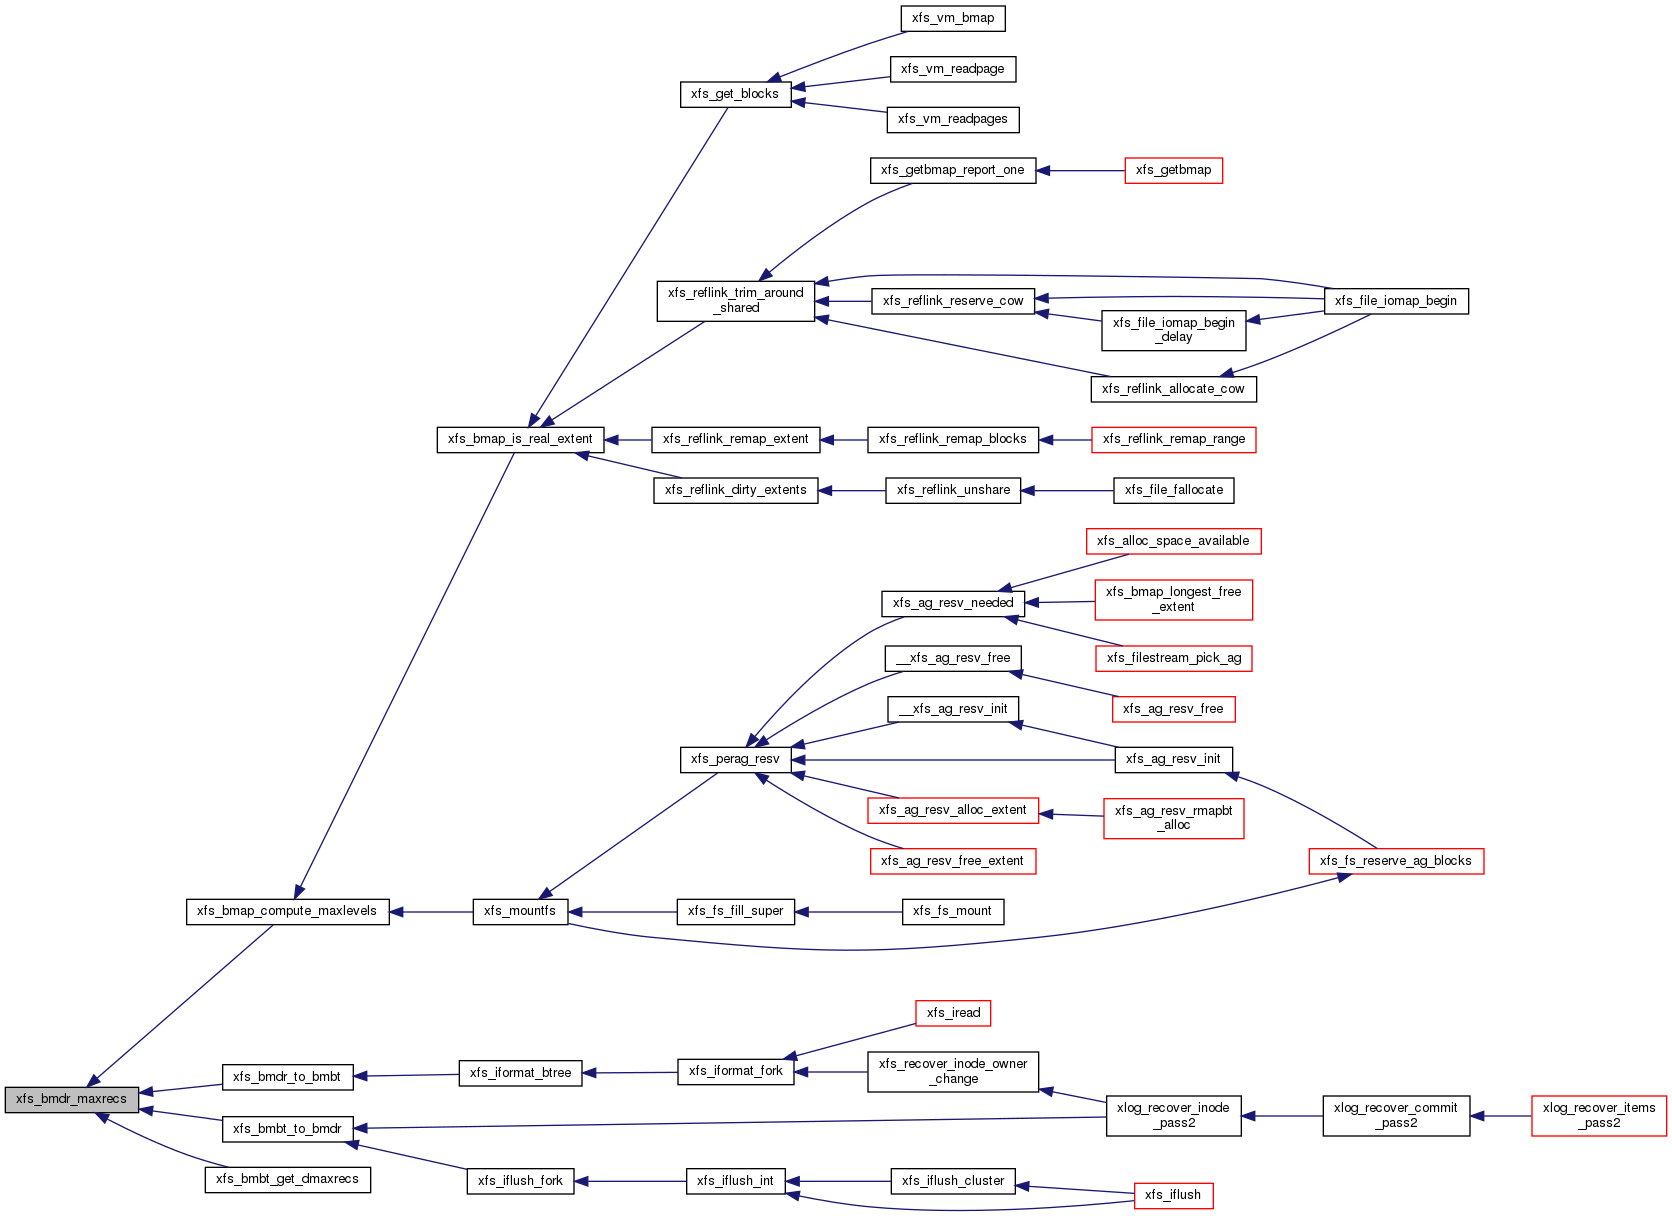 xfs_vm_bmap
xfs_vm_readpage
xfs_get_blocks
xfs_vm_readpages
xfs_getbmap_report_one
xfs_getbmap
xfs_reflink_trim_around
_shared
xfs_reflink_reserve_cow
xfs_file_iomap_begin
xfs_file_iomap_begin
_delay
xfs_reflink_allocate_cow
xfs_bmap_is_real_extent
xfs_reflink_remap_extent
xfs_reflink_remap_blocks
xfs_reflink_remap_range
xfs_reflink_dirty_extents
xfs_reflink_unshare
xfs_file_fallocate
xfs_alloc_space_available
xfs_ag_resv_needed
xfs_bmap_longest_free
_extent
xfs_filestream_pick_ag
__xfs_ag_resv_free
xfs_ag_resv_free
__xfs_ag_resv_init
xfs_perag_resv
xfs_ag_resv_init
xfs_ag_resv_alloc_extent
xfs_ag_resv_rmapbt
_alloc
xfs_ag_resv_free_extent
xfs_fs_reserve_ag_blocks
xfs_bmap_compute_maxlevels
xfs_mountfs
xfs_fs_fill_super
xfs_fs_mount
xfs_iread
xfs_bmdr_to_bmbt
xfs_iformat_btree
xfs_iformat_fork
xfs_recover_inode_owner
_change
xfs_bmdr_maxrecs
xfs_bmbt_to_bmdr
xlog_recover_inode
_pass2
xlog_recover_commit
_pass2
xlog_recover_items
_pass2
xfs_bmbt_get_dmaxrecs
xfs_iflush_fork
xfs_iflush_int
xfs_iflush_cluster
xfs_iflush